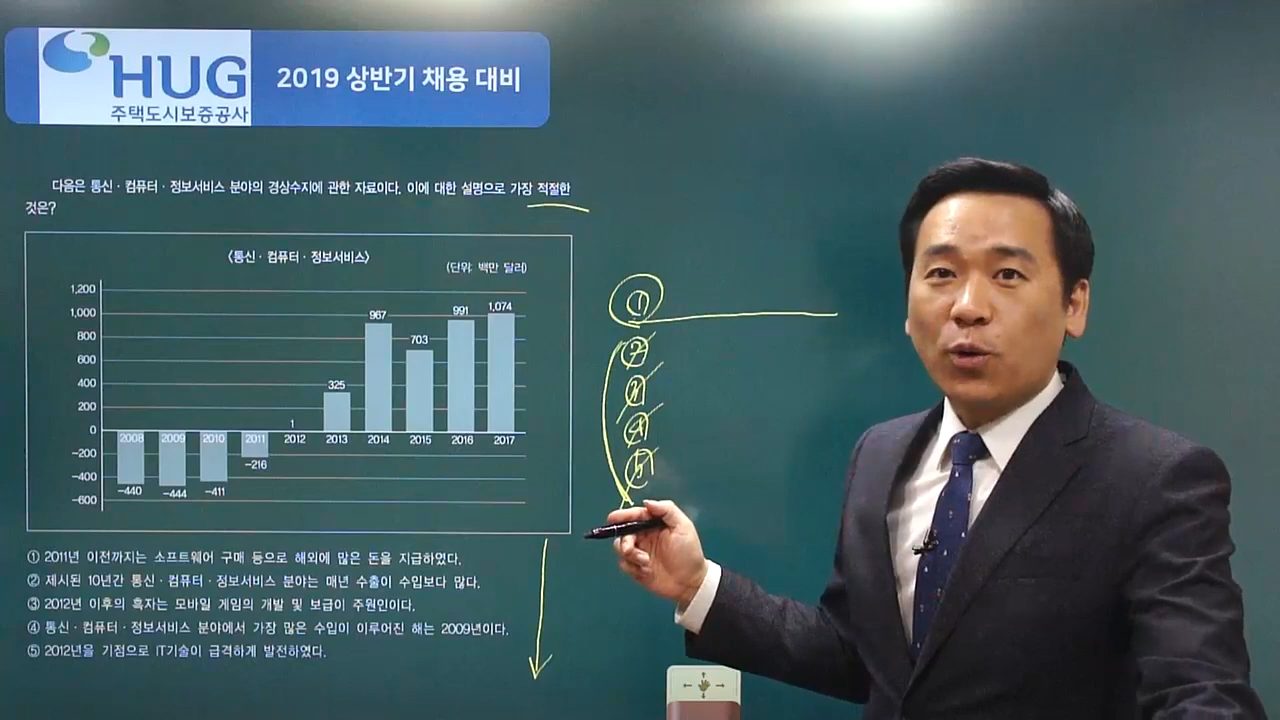 HUG
주택도시보증공사
2019 상반기 채용 대비
다음은 통신 · 컴퓨터 · 정보서비스 분야의 경상수지에 관한 자료이다. 이에 대한 설명으로 가장 적절한
것은?
〈통신 · 컴퓨터 · 정보서비스〉
(단위: 백만 달러)
1,200
1,000
800
600
400
200
0
-200
-400
-600
967
703
991
1,074
325
1
2008 2009 2010 2011 2012 2013 2014 2015 2016 2017
-216
-440 -444 -411
①
②
③
④
⑤
① 2011년 이전까지는 소프트웨어 구매 등으로 해외에 많은 돈을 지급하였다.
② 제시된 10년간 통신 · 컴퓨터 · 정보서비스 분야는 매년 수출이 수입보다 많다.
③ 2012년 이후의 흑자는 모바일 게임의 개발 및 보급이 주원인이다.
④ 통신 · 컴퓨터 · 정보서비스 분야에서 가장 많은 수입이 이루어진 해는 2009년이다.
⑤ 2012년을 기점으로 IT기술이 급격하게 발전하였다.